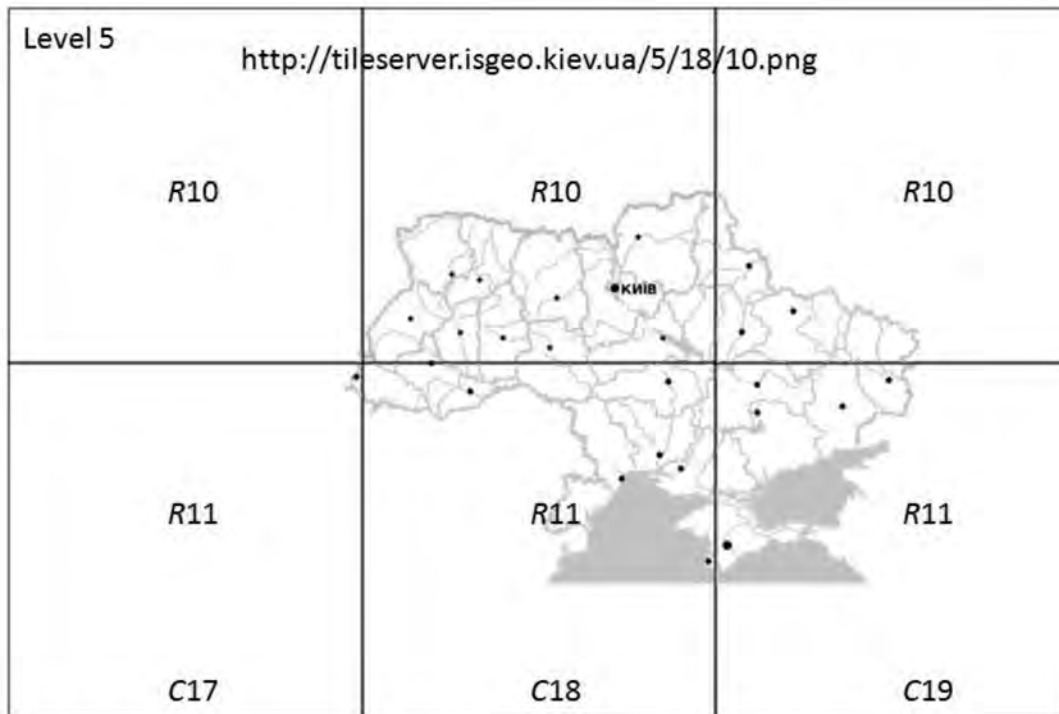 Level 5
http://tileserver.isgeo.kiev.ua/5/18/10.png
R10 R10 R10
КИЇВ
R11 R11 R11
C17 C18 C19